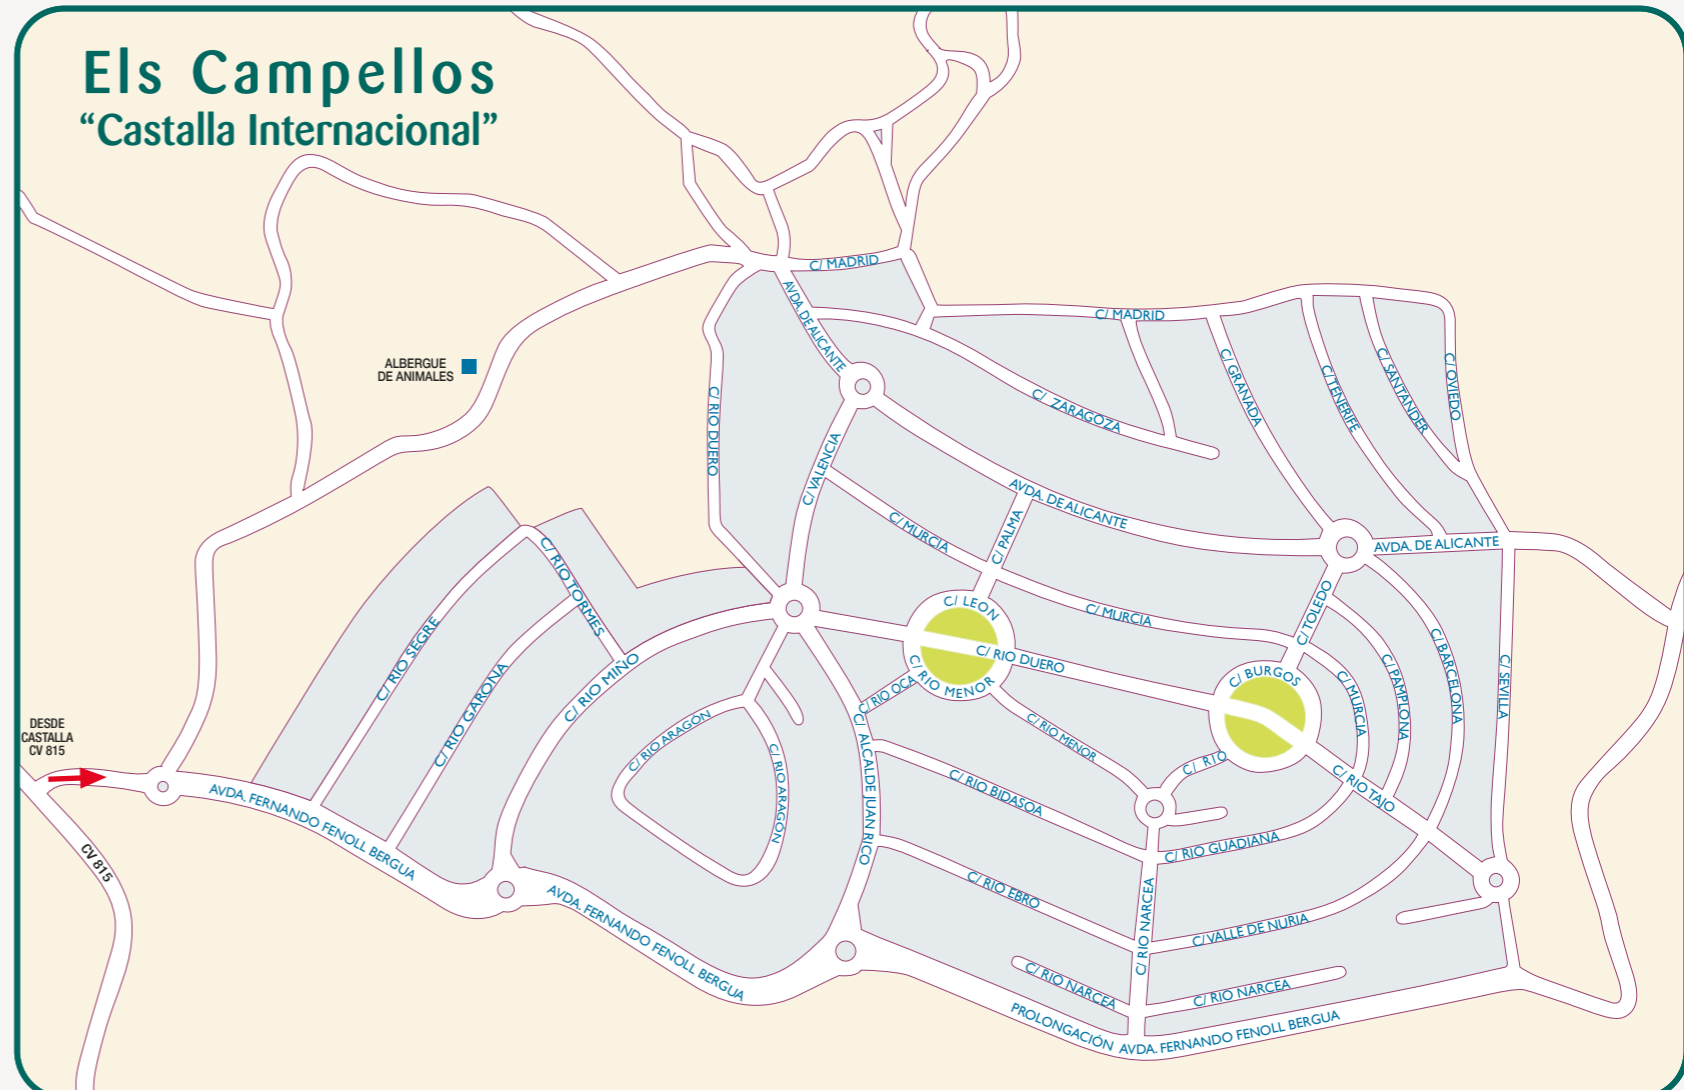 Els Campellos
“Castalla Internacional”
C/ MADRID
AVDA. DE ALICANTE
C/ MADRID
ALBERGUE
DE ANIMALES
C/ RIO DUERO
C/ ZARAGOZA
C/ GRANADA
C/ TENERIFE
C/ SANTANDER
C/ OVIEDO
C/ VALENCIA
AVDA. DE ALICANTE
C/ MURCIA
C/ PALMA
AVDA. DE ALICANTE
C/ RIO TORMES
C/ LEON
C/ MURCIA
C/ TOLEDO
C/ RIO SEGRE
C/ RIO GARONA
C/ RIO MIÑO
C/ RIO DUERO
C/ RIO MENOR
C/ RIO OCA
C/ BURGOS
C/ MURCIA
C/ PAMPLONA
C/ BARCELONA
C/ SEVILLA
DESDE
CASTALLA
CV 815
C/ RIO ARAGON
C/ RIO ARAGÓN
C/ ALCALDE JUAN RICO
C/ RIO MENOR
C/ RIO
C/ RIO TAJO
C/ RIO BIDASOA
AVDA. FERNANDO FENOLL BERGUA
CV 815
C/ RIO GUADIANA
C/ RIO EBRO
C/ RIO NARCEA
C/ VALLE DE NURIA
AVDA. FERNANDO FENOLL BERGUA
C/ RIO NARCEA
C/ RIO NARCEA
PROLONGACIÓN AVDA. FERNANDO FENOLL BERGUA